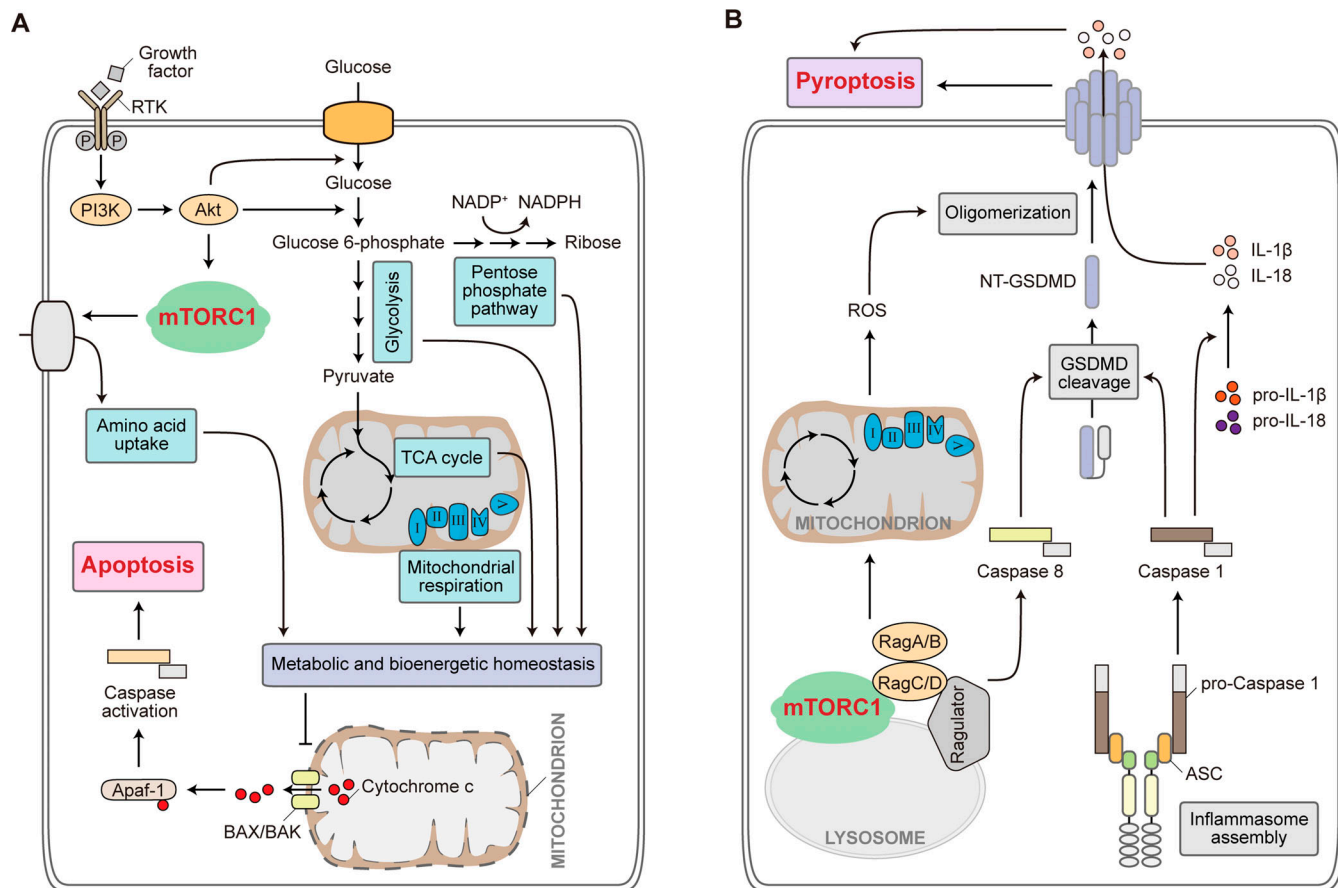 A
Growth
factor
RTK
P
P
Glucose
Glucose
PI3K
Akt
NADP⁺
NADPH
Glucose 6-phosphate
Ribose
Glycolysis
Pentose
phosphate
pathway
mTORC1
Pyruvate
Amino acid
uptake
TCA cycle
I
II
III
IV
V
Mitochondrial
respiration
Apoptosis
Metabolic and bioenergetic homeostasis
Caspase
activation
MITOCHONDRION
Apaf-1
Cytochrome c
BAX/BAK
B
Pyroptosis
Oligomerization
IL-1β
IL-18
NT-GSDMD
ROS
GSDMD
cleavage
pro-IL-1β
pro-IL-18
I
II
III
IV
V
MITOCHONDRION
Caspase 8
Caspase 1
RagA/B
RagC/D
mTORC1
Ragulator
pro-Caspase 1
ASC
LYSOSOME
Inflammasome
assembly